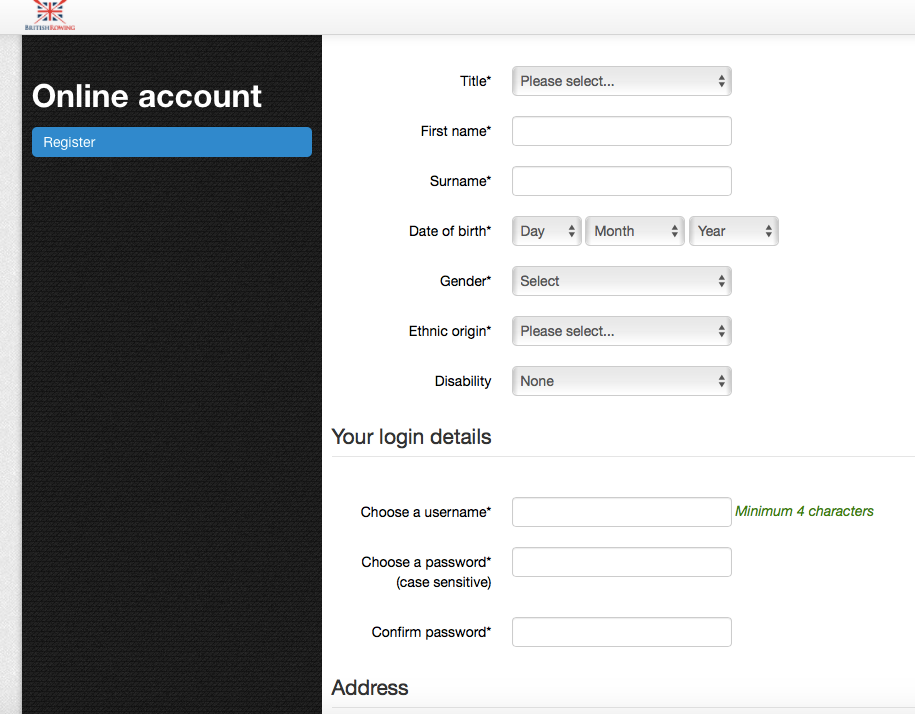 BRITISHROWING
Online account
Register
Title*
Please select...
First name*
Surname*
Date of birth*
Day
Month
Year
Gender*
Select
Ethnic origin*
Please select...
Disability
None
Your login details
Choose a username*
Minimum 4 characters
Choose a password*
(case sensitive)
Confirm password*
Address